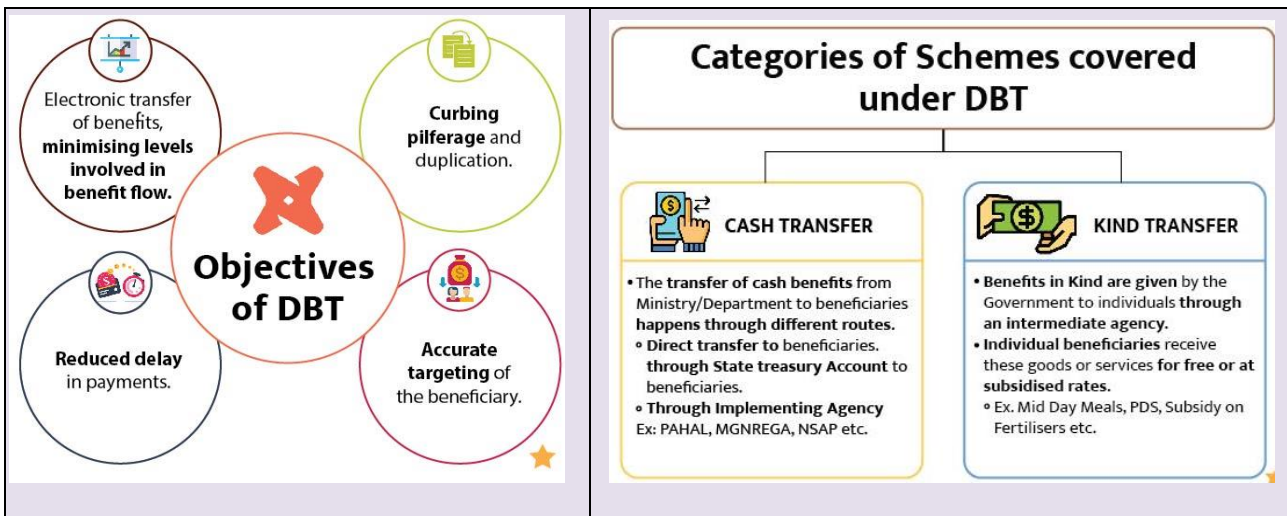 Electronic transfer
of benefits,
minimising levels
involved in
benefit flow.
Curbing
pilferage and
duplication.
Objectives
of DBT
Reduced delay
in payments.
Accurate
targeting of
the beneficiary.
Categories of Schemes covered
under DBT
CASH TRANSFER
• The transfer of cash benefits from
Ministry/Department to beneficiaries
happens through different routes.
Direct transfer to beneficiaries.
through State treasury Account to
beneficiaries.
Through Implementing Agency
Ex: PAHAL, MGNREGA, NSAP etc.
KIND TRANSFER
• Benefits in Kind are given by the
Government to individuals through
an intermediate agency.
• Individual beneficiaries receive
these goods or services for free or at
subsidised rates.
Ex. Mid Day Meals, PDS, Subsidy on
Fertilisers etc.